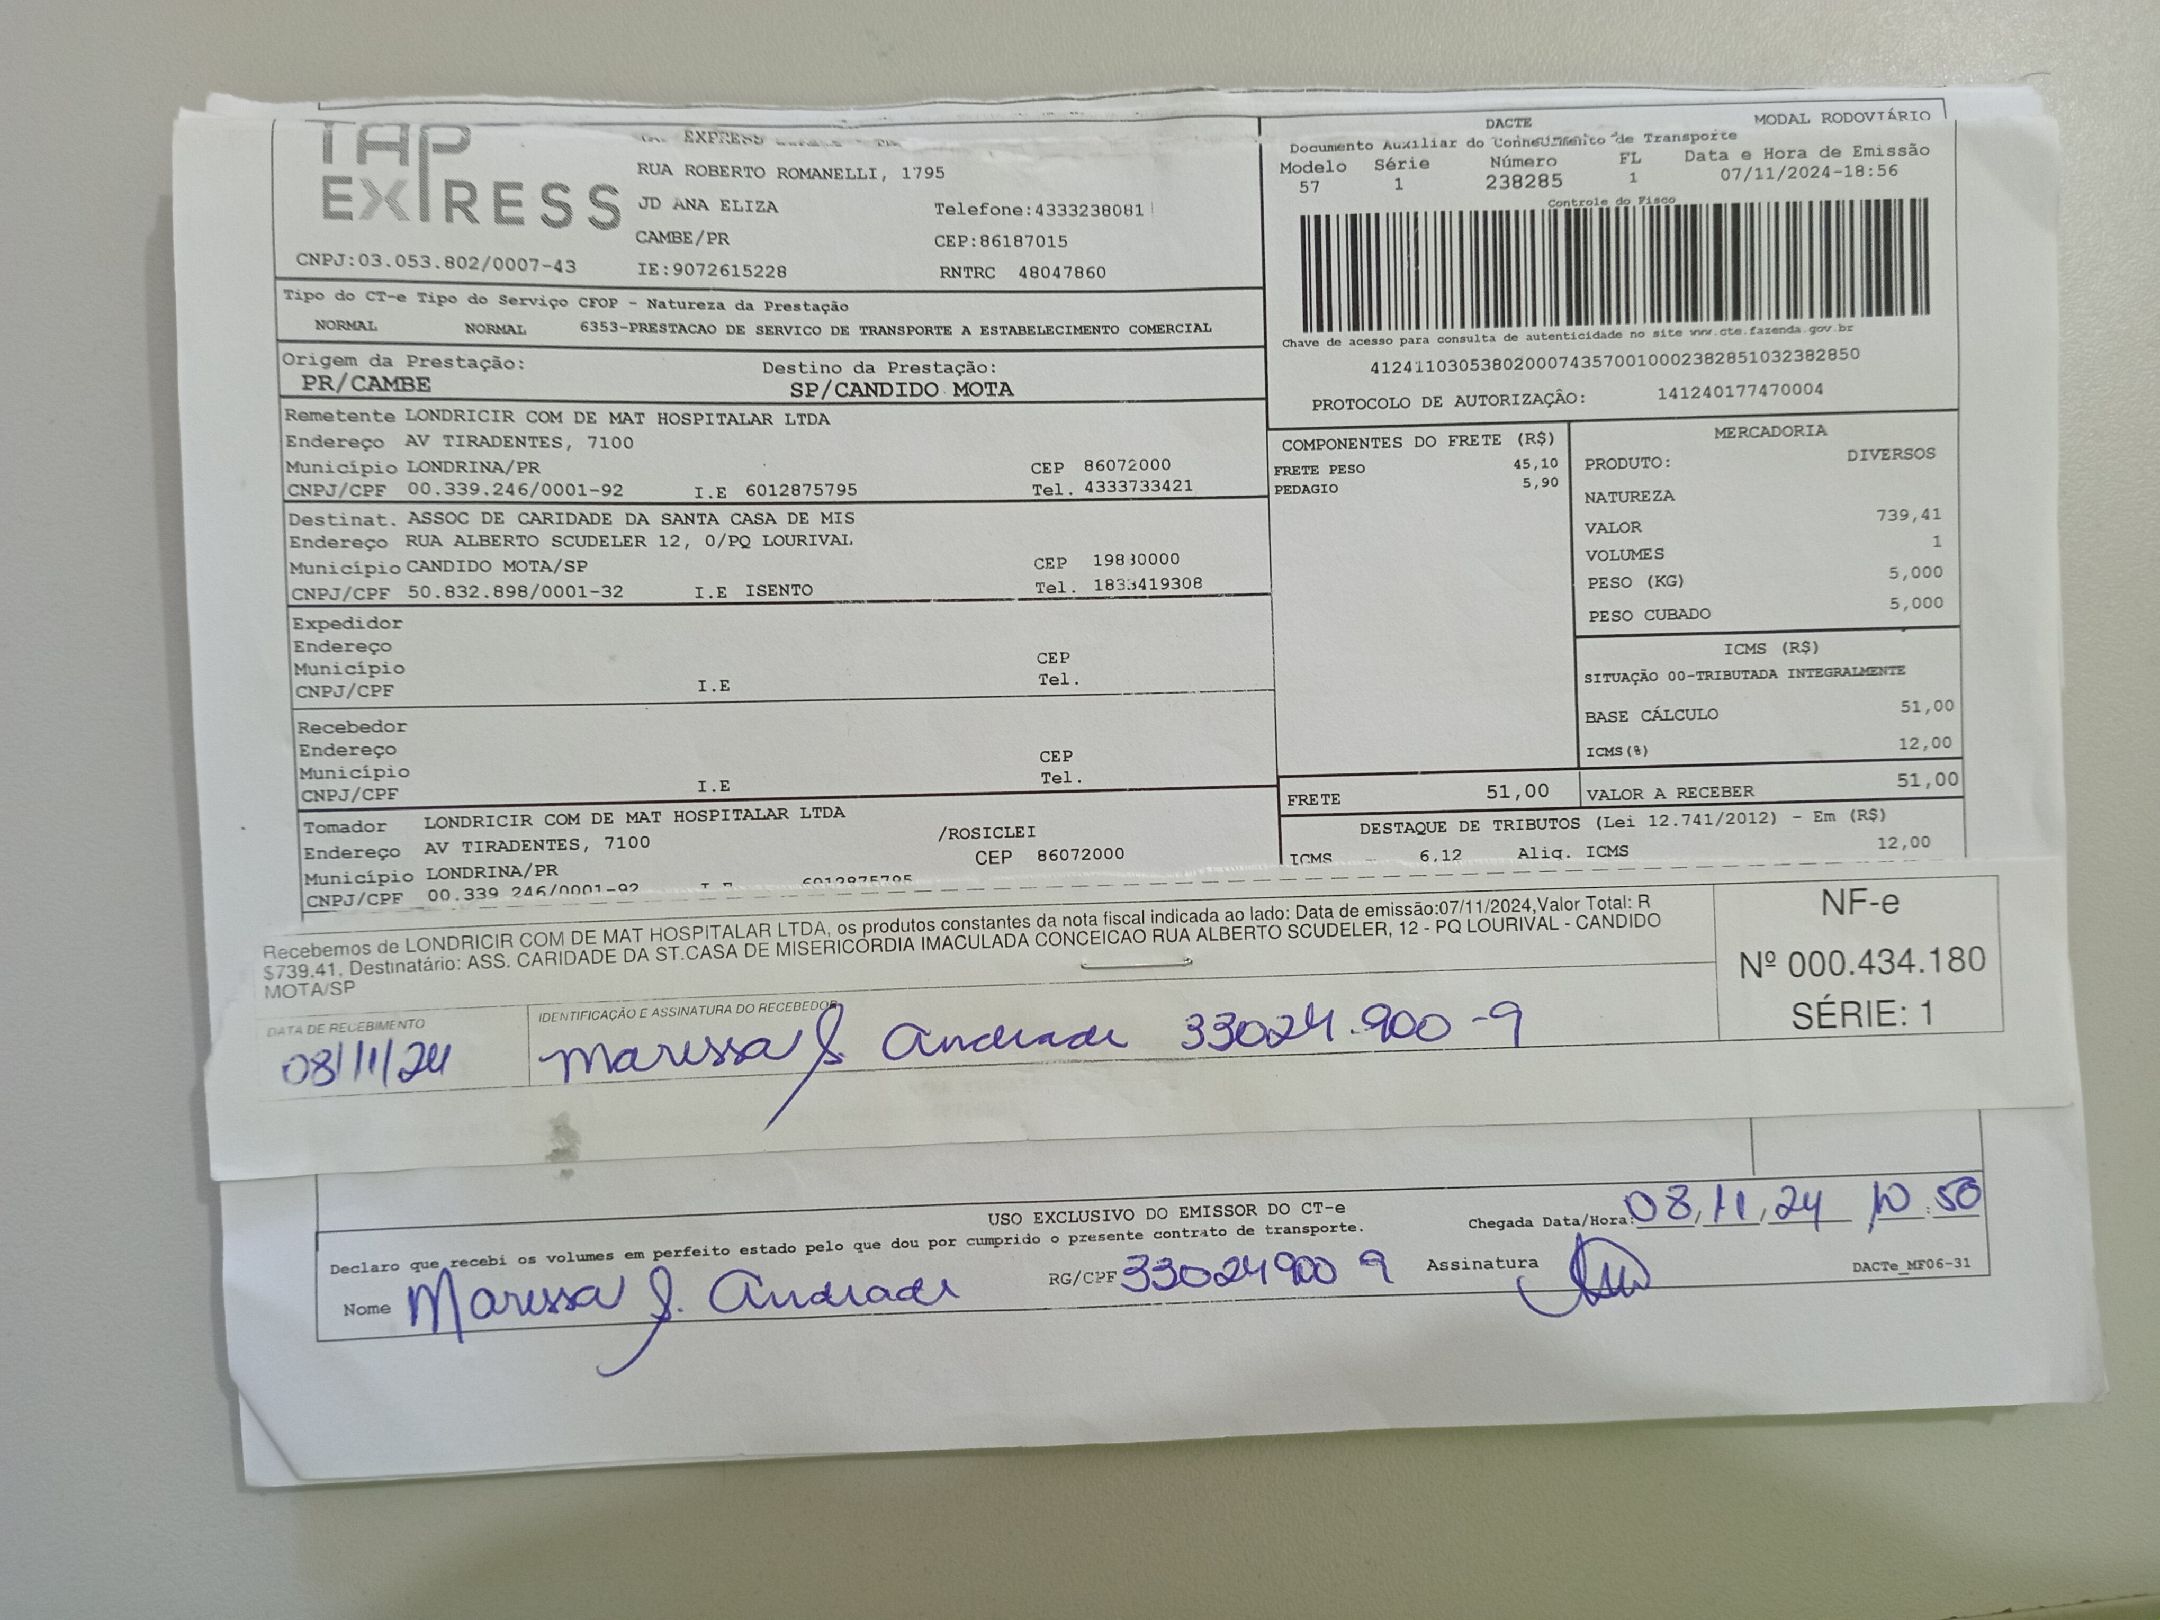 TAP
EXPRESS
EXPRESS
RUA ROBERTO ROMANELLI, 1795
JD ANA ELIZA Telefone:4333238081
CAMBE/PR CEP:86187015
CNPJ:03.053.802/0007-43 IE:9072615228 RNTRC 48047860
DACTE MODAL RODOVIÁRIO
Documento Auxiliar do Conhecimento de Transporte
Modelo Série Número FL Data e Hora de Emissão
57 1 238285 1 07/11/2024-18:56
Controle do Fisco
Chave de acesso para consulta de autenticidade no site www.cte.fazenda.gov.br
41241103053802000743570010002382851032382850
PROTOCOLO DE AUTORIZAÇÃO: 141240177470004
Tipo do CT-e Tipo do Serviço CFOP - Natureza da Prestação
NORMAL NORMAL 6353-PRESTACAO DE SERVICO DE TRANSPORTE A ESTABELECIMENTO COMERCIAL
Origem da Prestação: Destino da Prestação:
PR/CAMBE SP/CANDIDO MOTA
Remetente LONDRICIR COM DE MAT HOSPITALAR LTDA
Endereço AV TIRADENTES, 7100
Município LONDRINA/PR CEP 86072000
CNPJ/CPF 00.339.246/0001-92 I.E 6012875795 Tel. 4333733421
Destinat. ASSOC DE CARIDADE DA SANTA CASA DE MIS
Endereço RUA ALBERTO SCUDELER 12, 0/PQ LOURIVAL
Município CANDIDO MOTA/SP CEP 19880000
CNPJ/CPF 50.832.898/0001-32 I.E ISENTO Tel. 1833419308
Expedidor
Endereço
Município CEP
CNPJ/CPF I.E Tel.
Recebedor
Endereço
Município CEP
CNPJ/CPF I.E Tel.
Tomador LONDRICIR COM DE MAT HOSPITALAR LTDA
Endereço AV TIRADENTES, 7100 /ROSICLEI
Município LONDRINA/PR CEP 86072000
CNPJ/CPF 00.339.246/0001-92 I.E 6012875795
COMPONENTES DO FRETE (R$)
FRETE PESO 45,10
PEDAGIO 5,90
MERCADORIA
PRODUTO: DIVERSOS
NATUREZA
VALOR 739,41
VOLUMES 1
PESO (KG) 5,000
PESO CUBADO 5,000
ICMS (R$)
SITUAÇÃO 00-TRIBUTADA INTEGRALMENTE
BASE CÁLCULO 51,00
ICMS(%) 12,00
FRETE 51,00 VALOR A RECEBER 51,00
DESTAQUE DE TRIBUTOS (Lei 12.741/2012) - Em (R$)
ICMS 6,12 Aliq. ICMS 12,00
Recebemos de LONDRICIR COM DE MAT HOSPITALAR LTDA, os produtos constantes da nota fiscal indicada ao lado: Data de emissão:07/11/2024,Valor Total: R
$739.41, Destinatário: ASS. CARIDADE DA ST.CASA DE MISERICORDIA IMACULADA CONCEICAO RUA ALBERTO SCUDELER, 12 - PQ LOURIVAL - CANDIDO
MOTA/SP
NF-e
Nº 000.434.180
SÉRIE: 1
DATA DE RECEBIMENTO IDENTIFICAÇÃO E ASSINATURA DO RECEBEDOR
08/11/24 Marissa S. Andrade 33024.900-9
USO EXCLUSIVO DO EMISSOR DO CT-e
Declaro que recebi os volumes em perfeito estado pelo que dou por cumprido o presente contrato de transporte.
Chegada Data/Hora: 08/11/24 10:50
Nome Marissa S. Andrade RG/CPF 33024900 9 Assinatura
DACTe_MF06-31